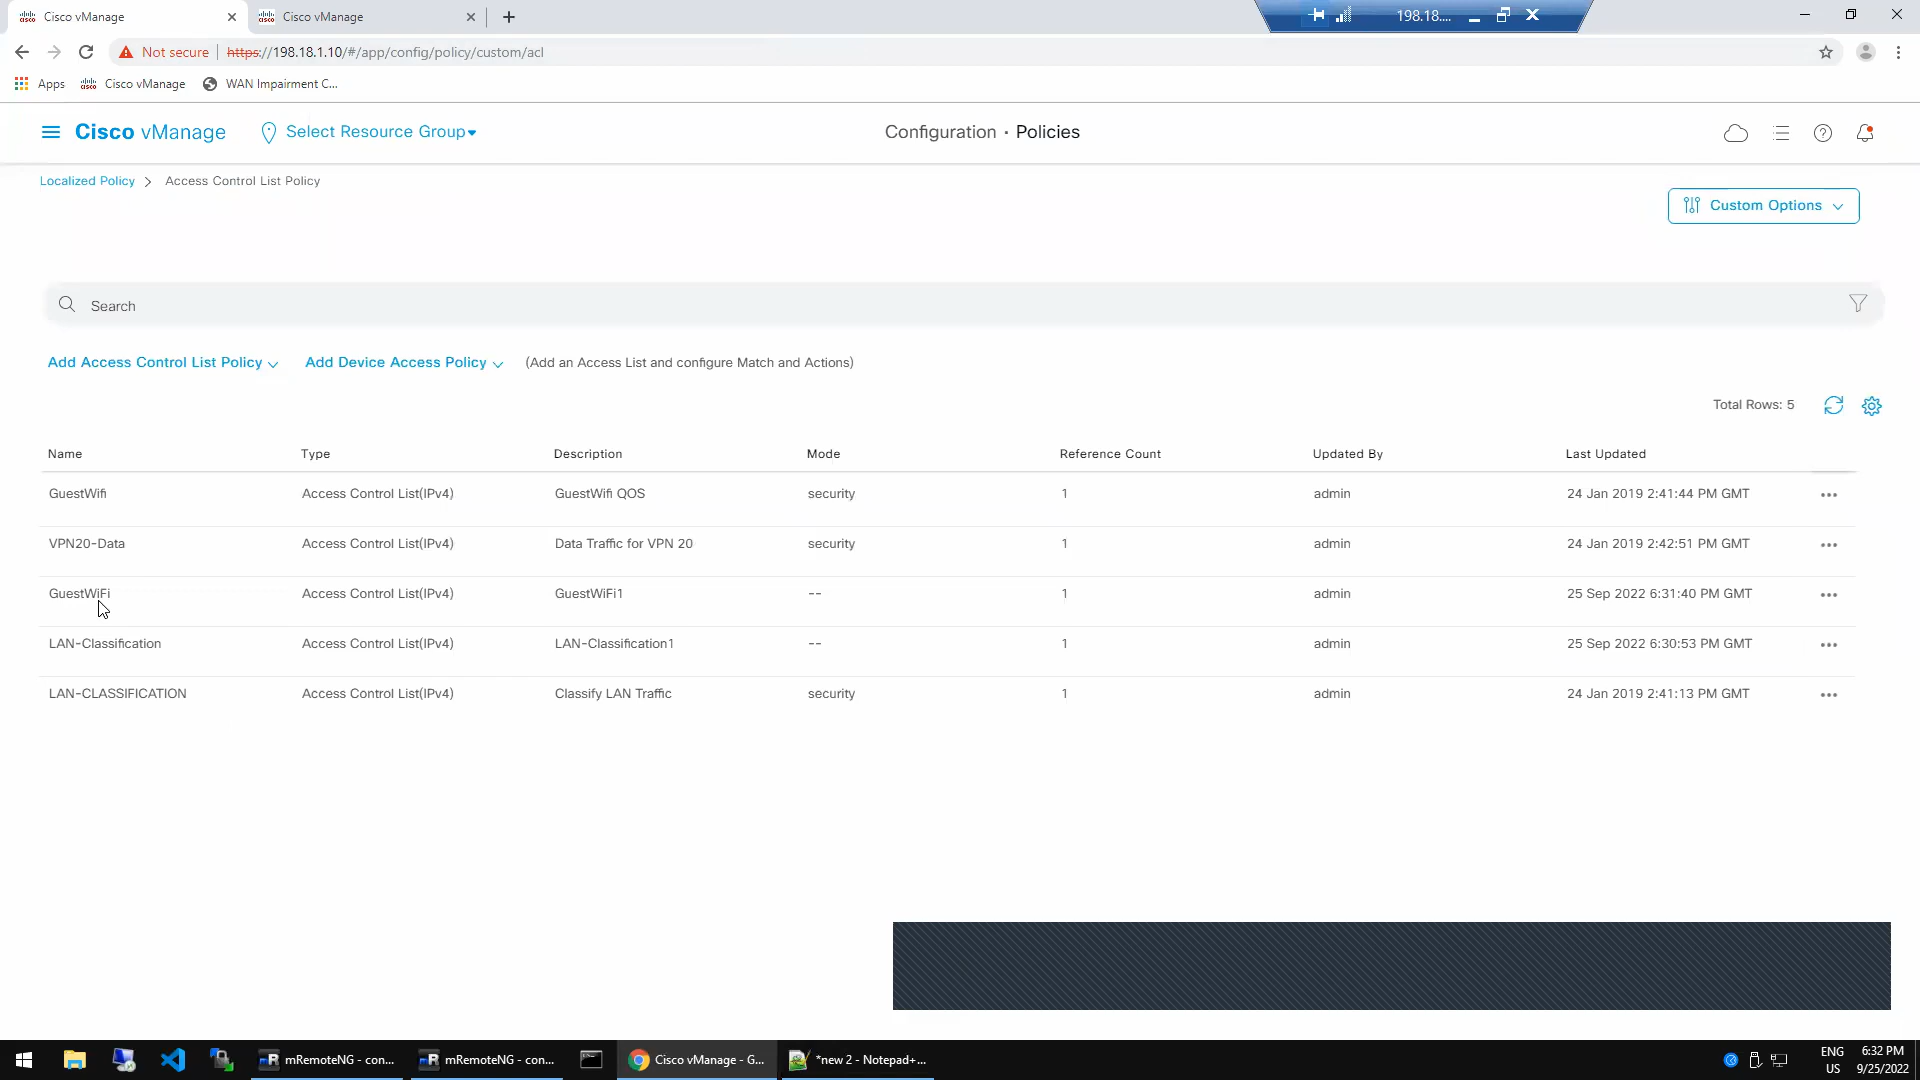 Cisco vManage
Cisco vManage
198.18....
Not secure
https://198.18.1.10/#/app/config/policy/custom/acl
Apps
Cisco vManage
WAN Impairment C...
Cisco vManage
Select Resource Group
Configuration · Policies
Localized Policy > Access Control List Policy
Custom Options
Search
Add Access Control List Policy
Add Device Access Policy
(Add an Access List and configure Match and Actions)
Total Rows: 5
Name Type Description Mode Reference Count Updated By Last Updated
GuestWifi Access Control List(IPv4) GuestWifi QOS security 1 admin 24 Jan 2019 2:41:44 PM GMT
VPN20-Data Access Control List(IPv4) Data Traffic for VPN 20 security 1 admin 24 Jan 2019 2:42:51 PM GMT
GuestWiFi Access Control List(IPv4) GuestWiFi1 -- 1 admin 25 Sep 2022 6:31:40 PM GMT
LAN-Classification Access Control List(IPv4) LAN-Classification1 -- 1 admin 25 Sep 2022 6:30:53 PM GMT
LAN-CLASSIFICATION Access Control List(IPv4) Classify LAN Traffic security 1 admin 24 Jan 2019 2:41:13 PM GMT
mRemoteNG - con...
mRemoteNG - con...
Cisco vManage - G...
*new 2 - Notepad+...
ENG
US
6:32 PM
9/25/2022